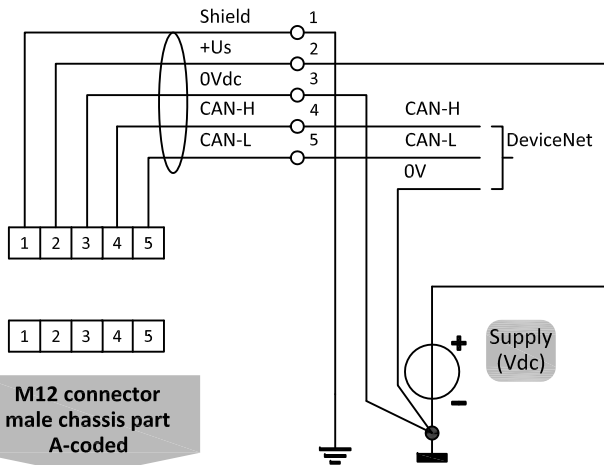 Shield 1
+Us 2
0Vdc 3
CAN-H 4 CAN-H
CAN-L 5 CAN-L
DeviceNet
0V
1 2 3 4 5
1 2 3 4 5
+
Supply
(Vdc)
−
M12 connector
male chassis part
A-coded